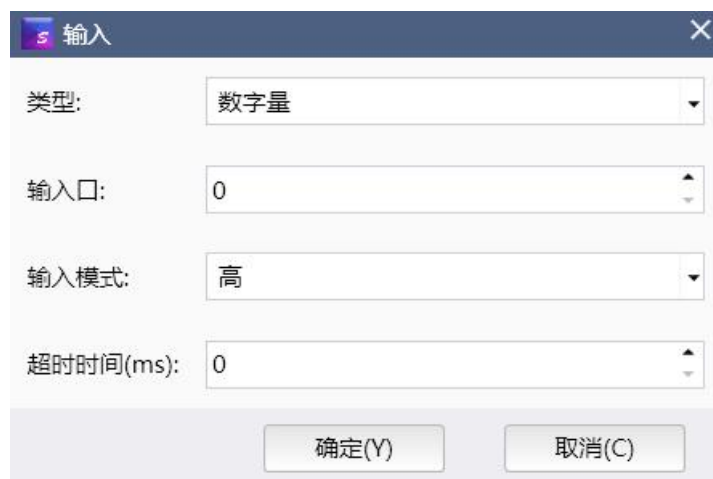 S 输入
类型: 数字量
输入口: 0
输入模式: 高
超时时间(ms): 0
确定(Y) 取消(C)